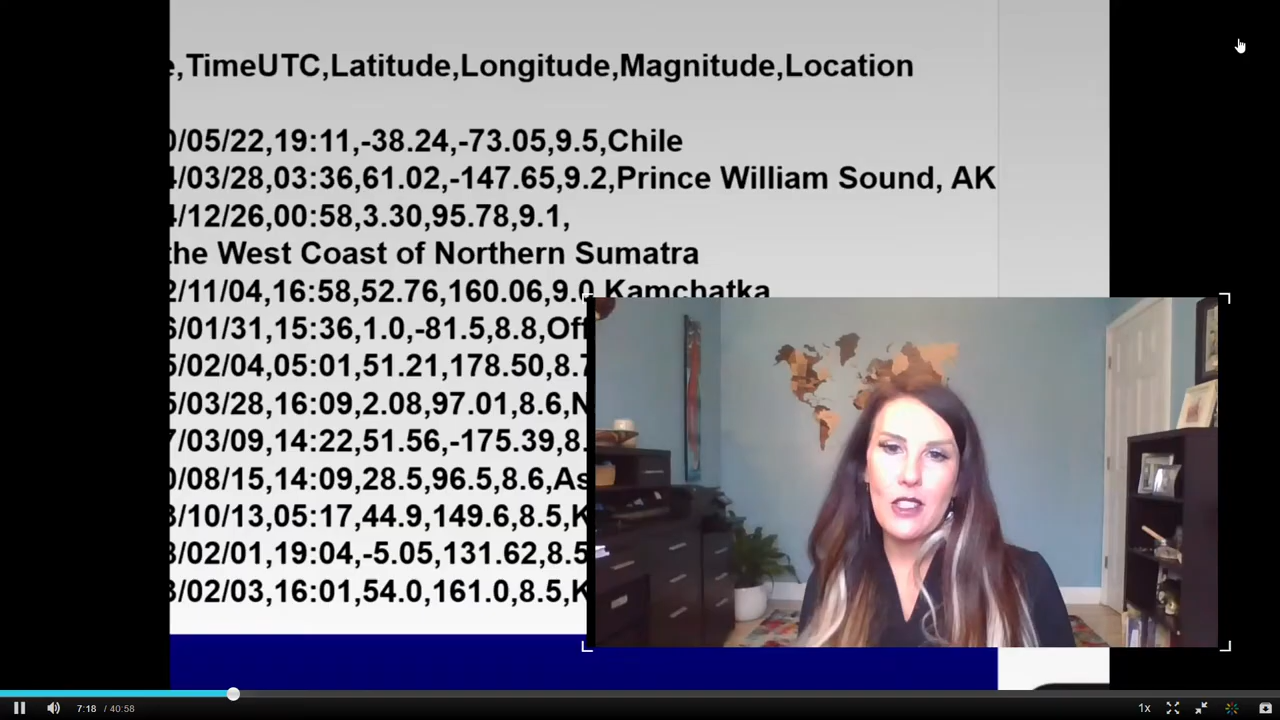 e,TimeUTC,Latitude,Longitude,Magnitude,Location
0/05/22,19:11,-38.24,-73.05,9.5,Chile
4/03/28,03:36,61.02,-147.65,9.2,Prince William Sound, AK
4/12/26,00:58,3.30,95.78,9.1,
the West Coast of Northern Sumatra
2/11/04,16:58,52.76,160.06,9.0,Kamchatka
6/01/31,15:36,1.0,-81.5,8.8,Off
5/02/04,05:01,51.21,178.50,8.7
5/03/28,16:09,2.08,97.01,8.6,N
7/03/09,14:22,51.56,-175.39,8.
0/08/15,14:09,28.5,96.5,8.6,As
3/10/13,05:17,44.9,149.6,8.5,K
8/02/01,19:04,-5.05,131.62,8.5
3/02/03,16:01,54.0,161.0,8.5,K
7:18 / 40:58
1x